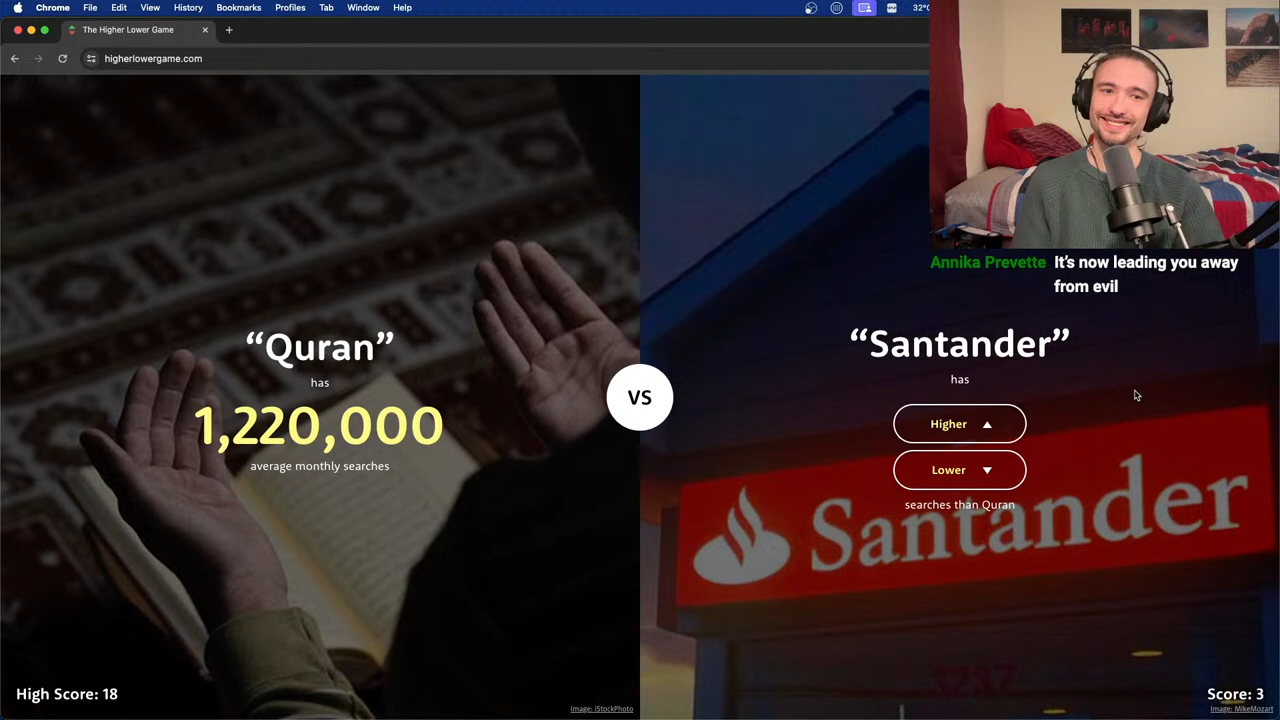 Chrome File Edit View History Bookmarks Profiles Tab Window Help
32°
The Higher Lower Game
higherlowergame.com
Annika Prevette It’s now leading you away
from evil
“Quran”
has
1,220,000
average monthly searches
VS
“Santander”
has
Higher
Lower
searches than Quran
Santander
3237
High Score: 18
Image: iStockPhoto
Score: 3
Image: MikeMozart